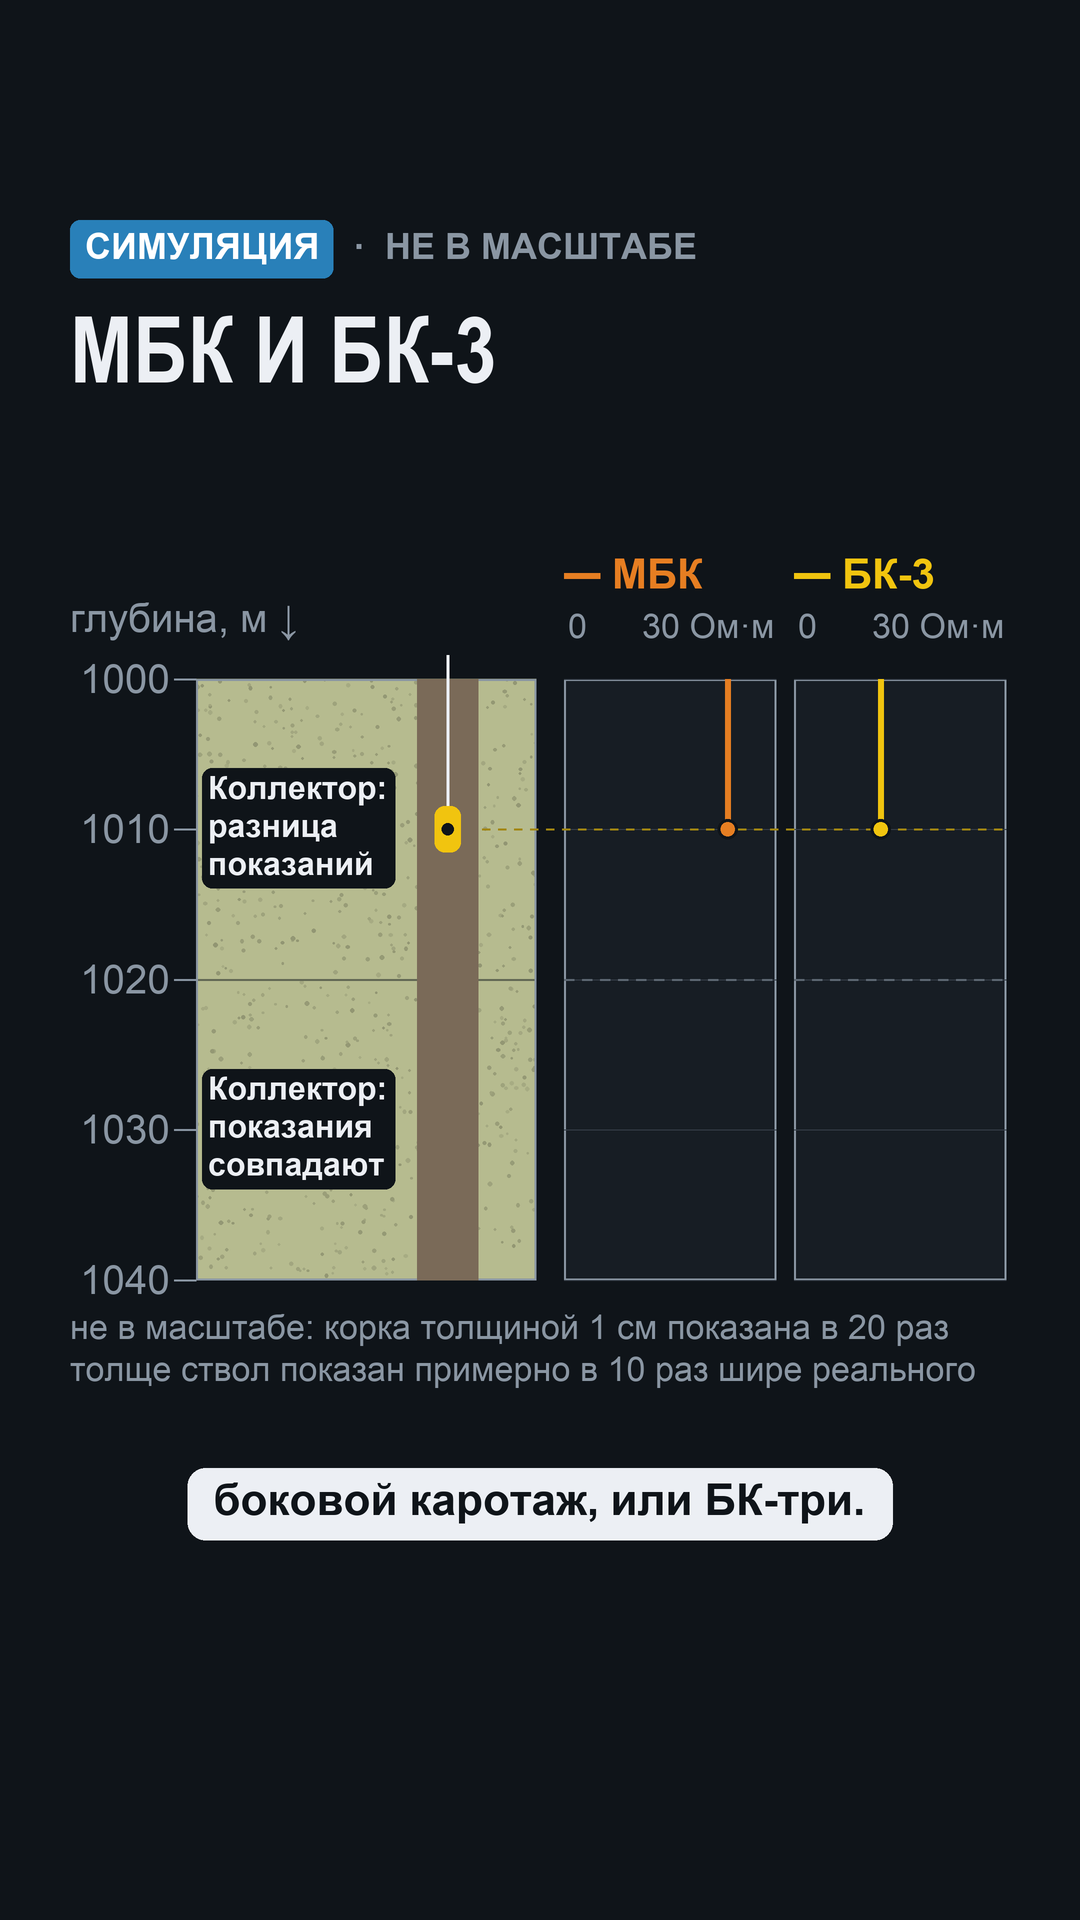 СИМУЛЯЦИЯ · НЕ В МАСШТАБЕ
МБК И БК-3
МБК БК-3
глубина, м ↓ 0 30 Ом·м 0 30 Ом·м
1000
Коллектор:
разница
показаний
1010
1020
Коллектор:
показания
совпадают
1030
1040
не в масштабе: корка толщиной 1 см показана в 20 раз
толще ствол показан примерно в 10 раз шире реального
боковой каротаж, или БК-три.